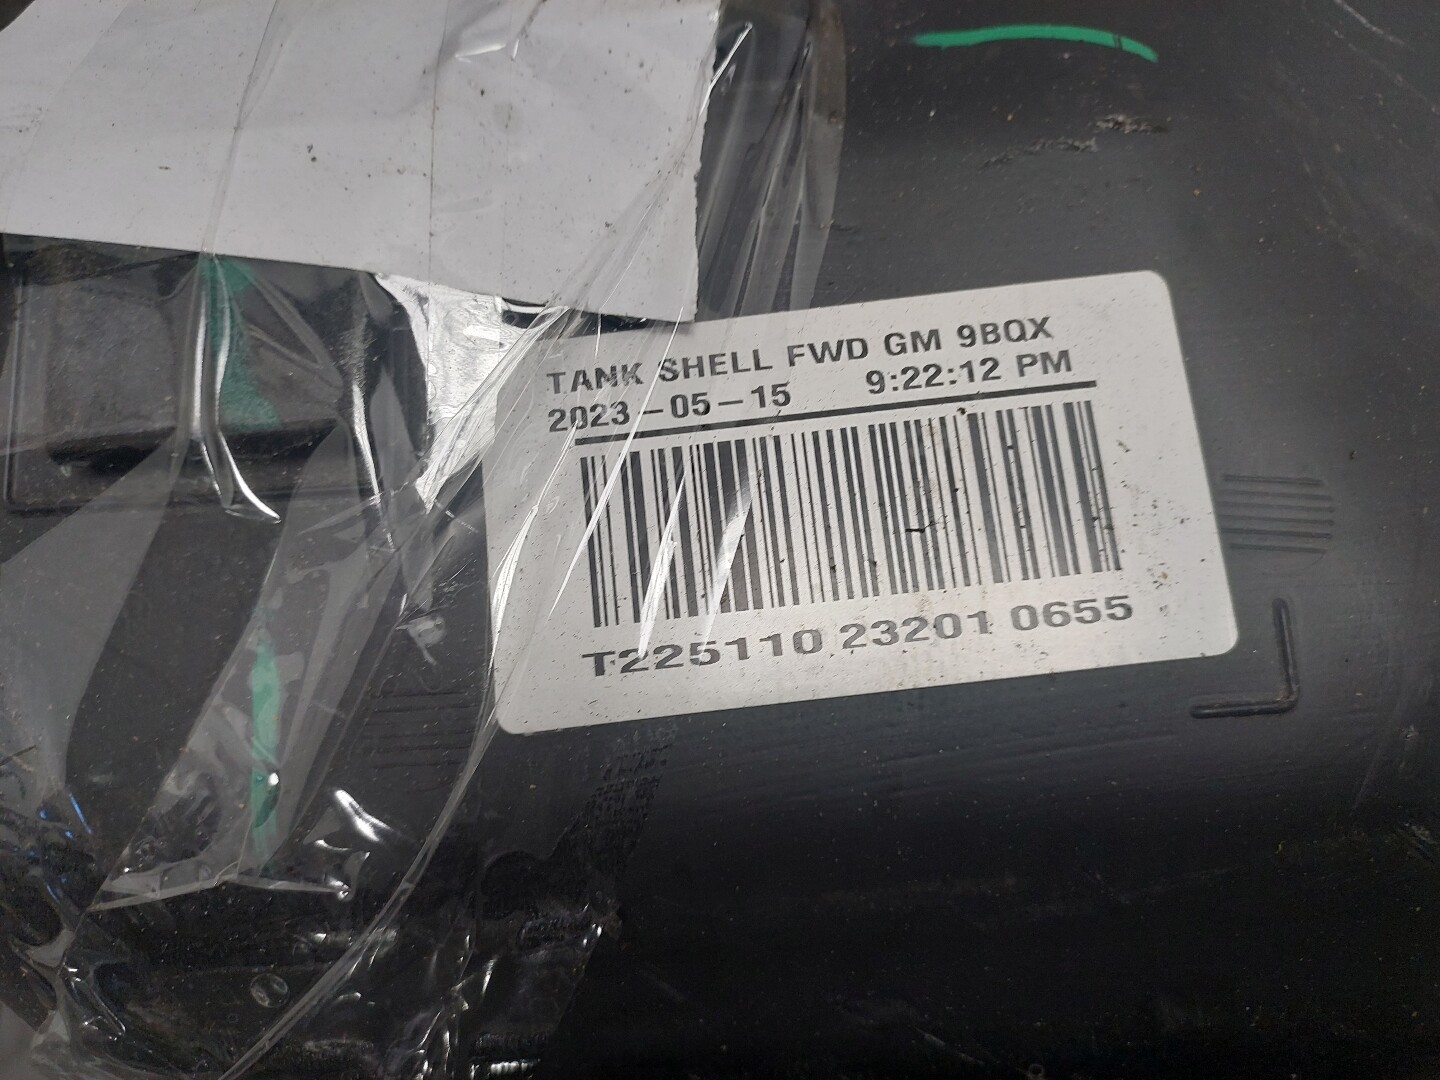 TANK SHELL FWD GM 9BQX
2023-05-15 9:22:12 PM
T225110 23201 0655